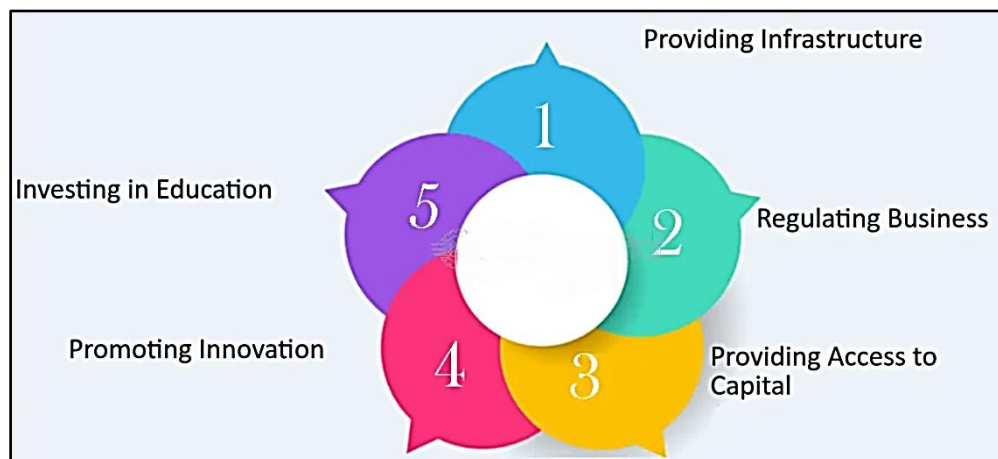 Providing Infrastructure
1
Investing in Education
5
2
Regulating Business
Promoting Innovation
4
3
Providing Access to
Capital